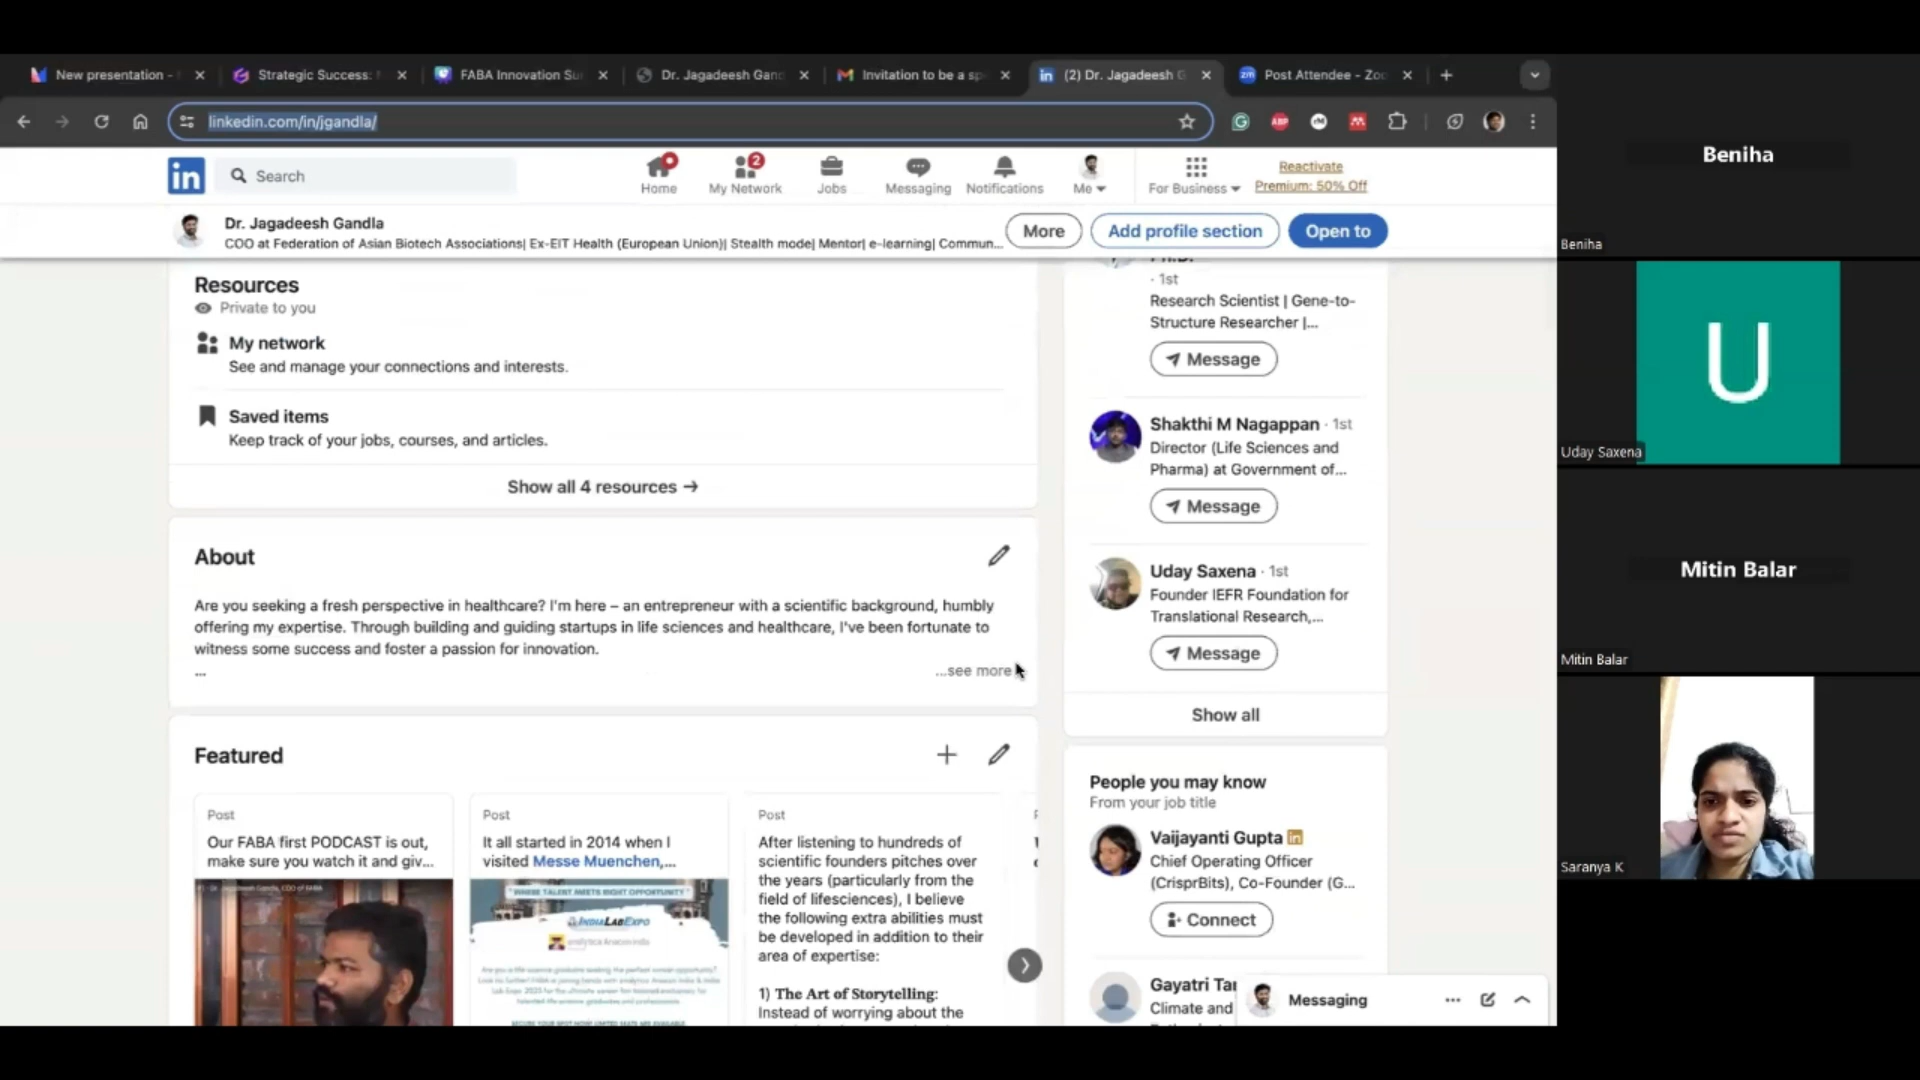 New presentation -
Strategic Success:
FABA Innovation Su
Dr. Jagadeesh Gan
Invitation to be a sp
(2) Dr. Jagadeesh G
Post Attendee - Zo
linkedin.com/in/jgandla/
Search
Home
2
My Network
Jobs
Messaging
Notifications
Me
For Business
Reactivate
Premium: 50% Off
Dr. Jagadeesh Gandla
COO at Federation of Asian Biotech Associations| Ex-EIT Health (European Union)| Stealth mode| Mentor| e-learning| Commun...
More
Add profile section
Open to
Resources
Private to you
My network
See and manage your connections and interests.
Saved items
Keep track of your jobs, courses, and articles.
Show all 4 resources →
About
Are you seeking a fresh perspective in healthcare? I'm here – an entrepreneur with a scientific background, humbly
offering my expertise. Through building and guiding startups in life sciences and healthcare, I've been fortunate to
witness some success and foster a passion for innovation.
...
...see more
Featured
Post
Our FABA first PODCAST is out,
make sure you watch it and giv...
Post
It all started in 2014 when I
visited Messe Muenchen,...
"WHERE TALENT MEETS RIGHT OPPORTUNITY"
INDIALABEXPO
Post
After listening to hundreds of
scientific founders pitches over
the years (particularly from the
field of lifesciences), I believe
the following extra abilities must
be developed in addition to their
area of expertise:
1) The Art of Storytelling:
Instead of worrying about the
Ph.D.
· 1st
Research Scientist | Gene-to-
Structure Researcher |...
Message
Shakthi M Nagappan · 1st
Director (Life Sciences and
Pharma) at Government of...
Message
Uday Saxena · 1st
Founder IEFR Foundation for
Translational Research,...
Message
Show all
People you may know
From your job title
Vaijayanti Gupta
Chief Operating Officer
(CrisprBits), Co-Founder (G...
Connect
Gayatri Tar
Climate and
Messaging
Beniha
Beniha
U
Uday Saxena
Mitin Balar
Mitin Balar
Saranya K